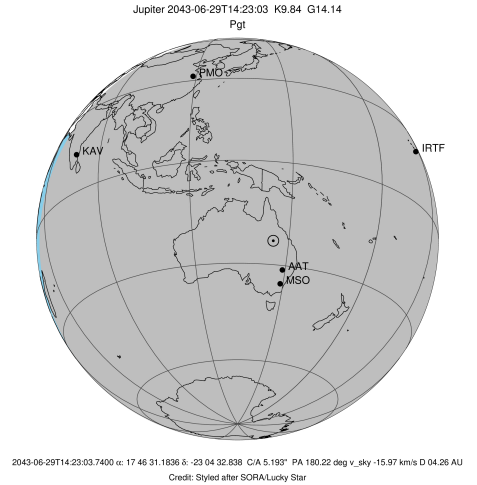 Jupiter 2043-06-29T14:23:03 K9.84 G14.14
Pgt
PMO
KAV
IRTF
AAT
MSO
2043-06-29T14:23:03.7400 α: 17 46 31.1836 δ: -23 04 32.838 C/A 5.193" PA 180.22 deg v_sky -15.97 km/s D 04.26 AU
Credit: Styled after SORA/Lucky Star